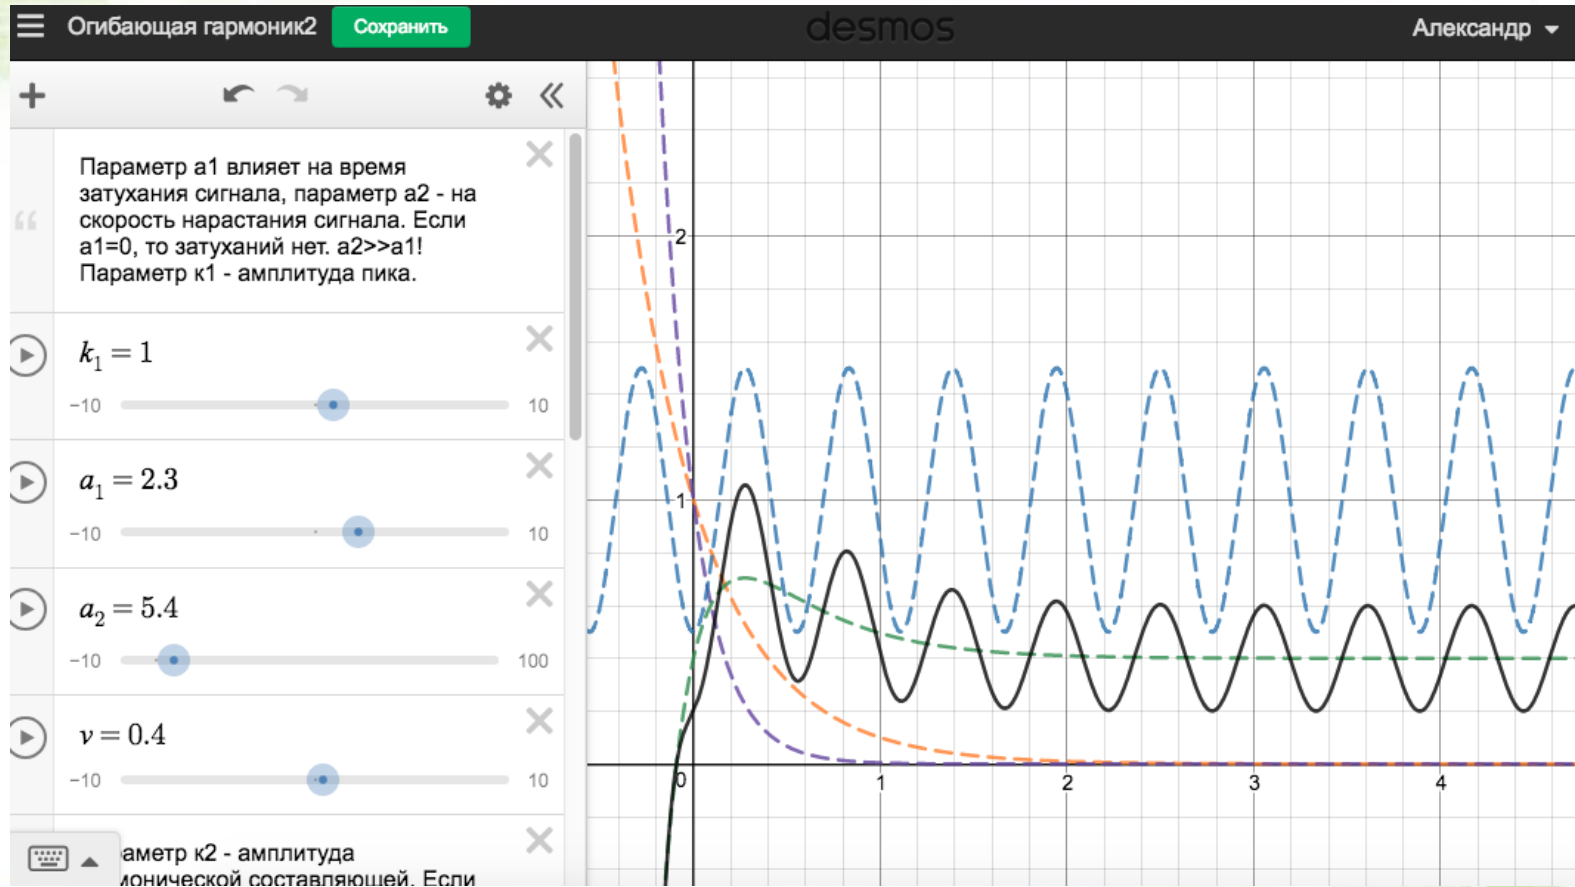 Огибающая гармоник2
Сохранить
desmos
Александр
Параметр а1 влияет на время
затухания сигнала, параметр а2 - на
скорость нарастания сигнала. Если
а1=0, то затуханий нет. а2>>а1!
Параметр к1 - амплитуда пика.
k₁ = 1
−10 10
a₁ = 2.3
−10 10
a₂ = 5.4
−10 100
v = 0.4
−10 10
аметр к2 - амплитуда
монической составляющей. Если
2
1
0 1 2 3 4